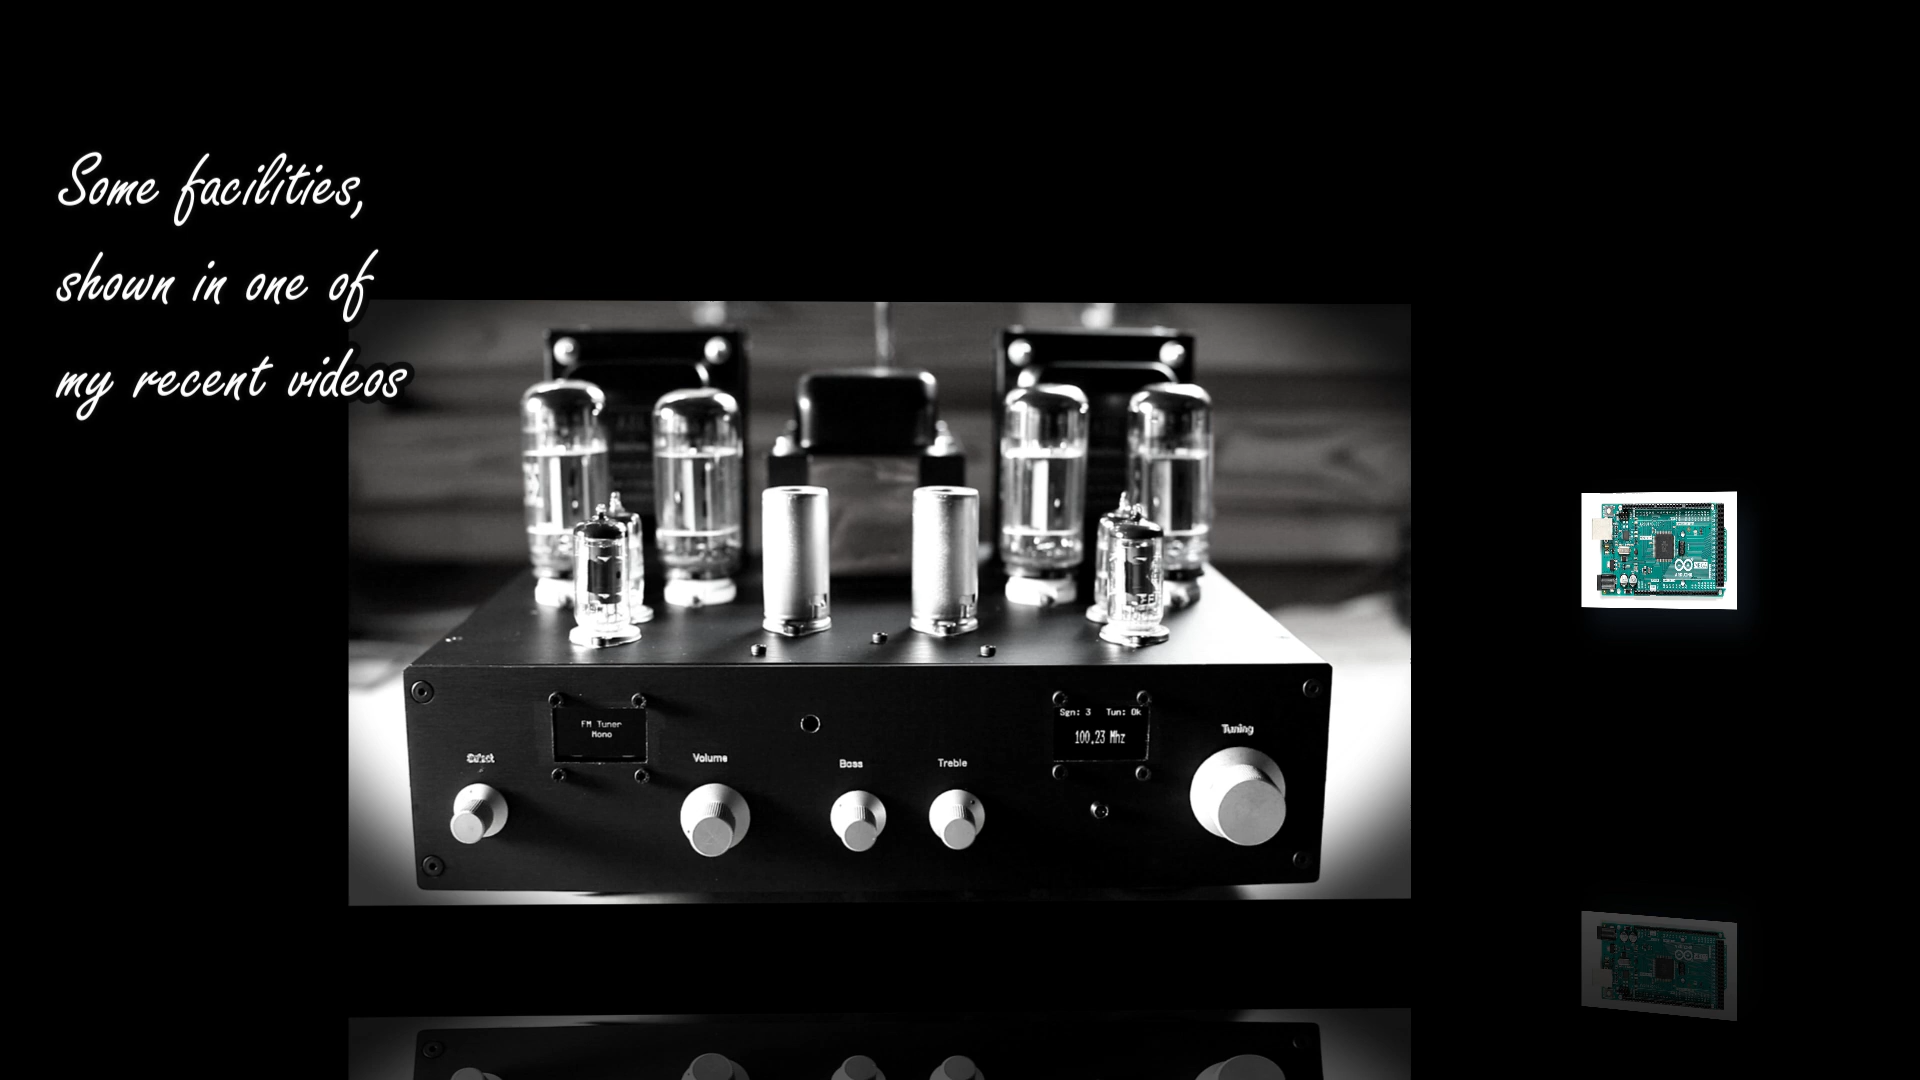 Some facilities,
shown in one of
my recent videos
FM Tuner
Mono
Sgn: 3 Tun: Ok
100,23 Mhz
Select
Volume
Bass
Treble
Tuning